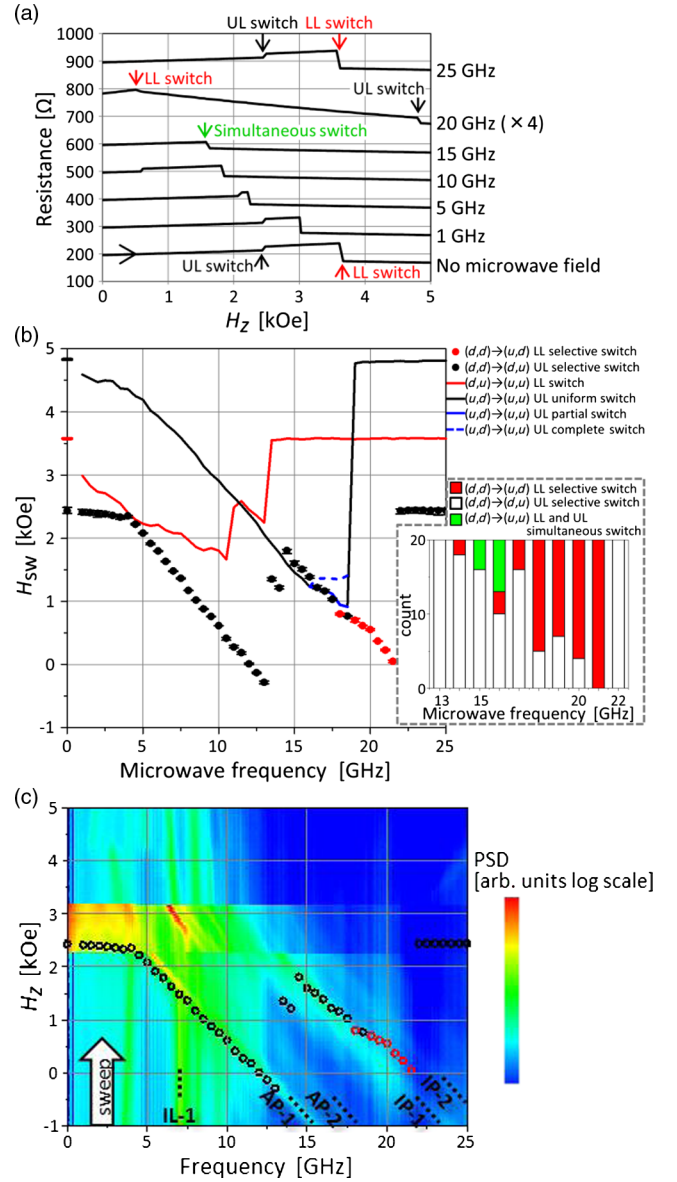 (a)
UL switch LL switch
1000
900
800
700
600
500
400
300
200
100
Resistance [Ω]
LL switch
UL switch
Simultaneous switch
UL switch
LL switch
25 GHz
20 GHz (×4)
15 GHz
10 GHz
5 GHz
1 GHz
No microwave field
0 1 2 3 4 5
Hz [kOe]
(b)
5
4
3
2
1
0
-1
HSW [kOe]
0 5 10 15 20 25
Microwave frequency [GHz]
(d,d)→(u,d) LL selective switch
(d,d)→(d,u) UL selective switch
(d,u)→(u,u) LL switch
(u,d)→(u,u) UL uniform switch
(u,d)→(u,u) UL partial switch
(u,d)→(u,u) UL complete switch
(d,d)→(u,d) LL selective switch
(d,d)→(d,u) UL selective switch
(d,d)→(u,u) LL and UL
simultaneous switch
20
10
0
count
13 15 17 20 22
Microwave frequency [GHz]
(c)
5
4
3
2
1
0
-1
Hz [kOe]
sweep
IL-1
AP-1
AP-2
IP-1
IP-2
0 5 10 15 20 25
Frequency [GHz]
PSD
[arb. units log scale]